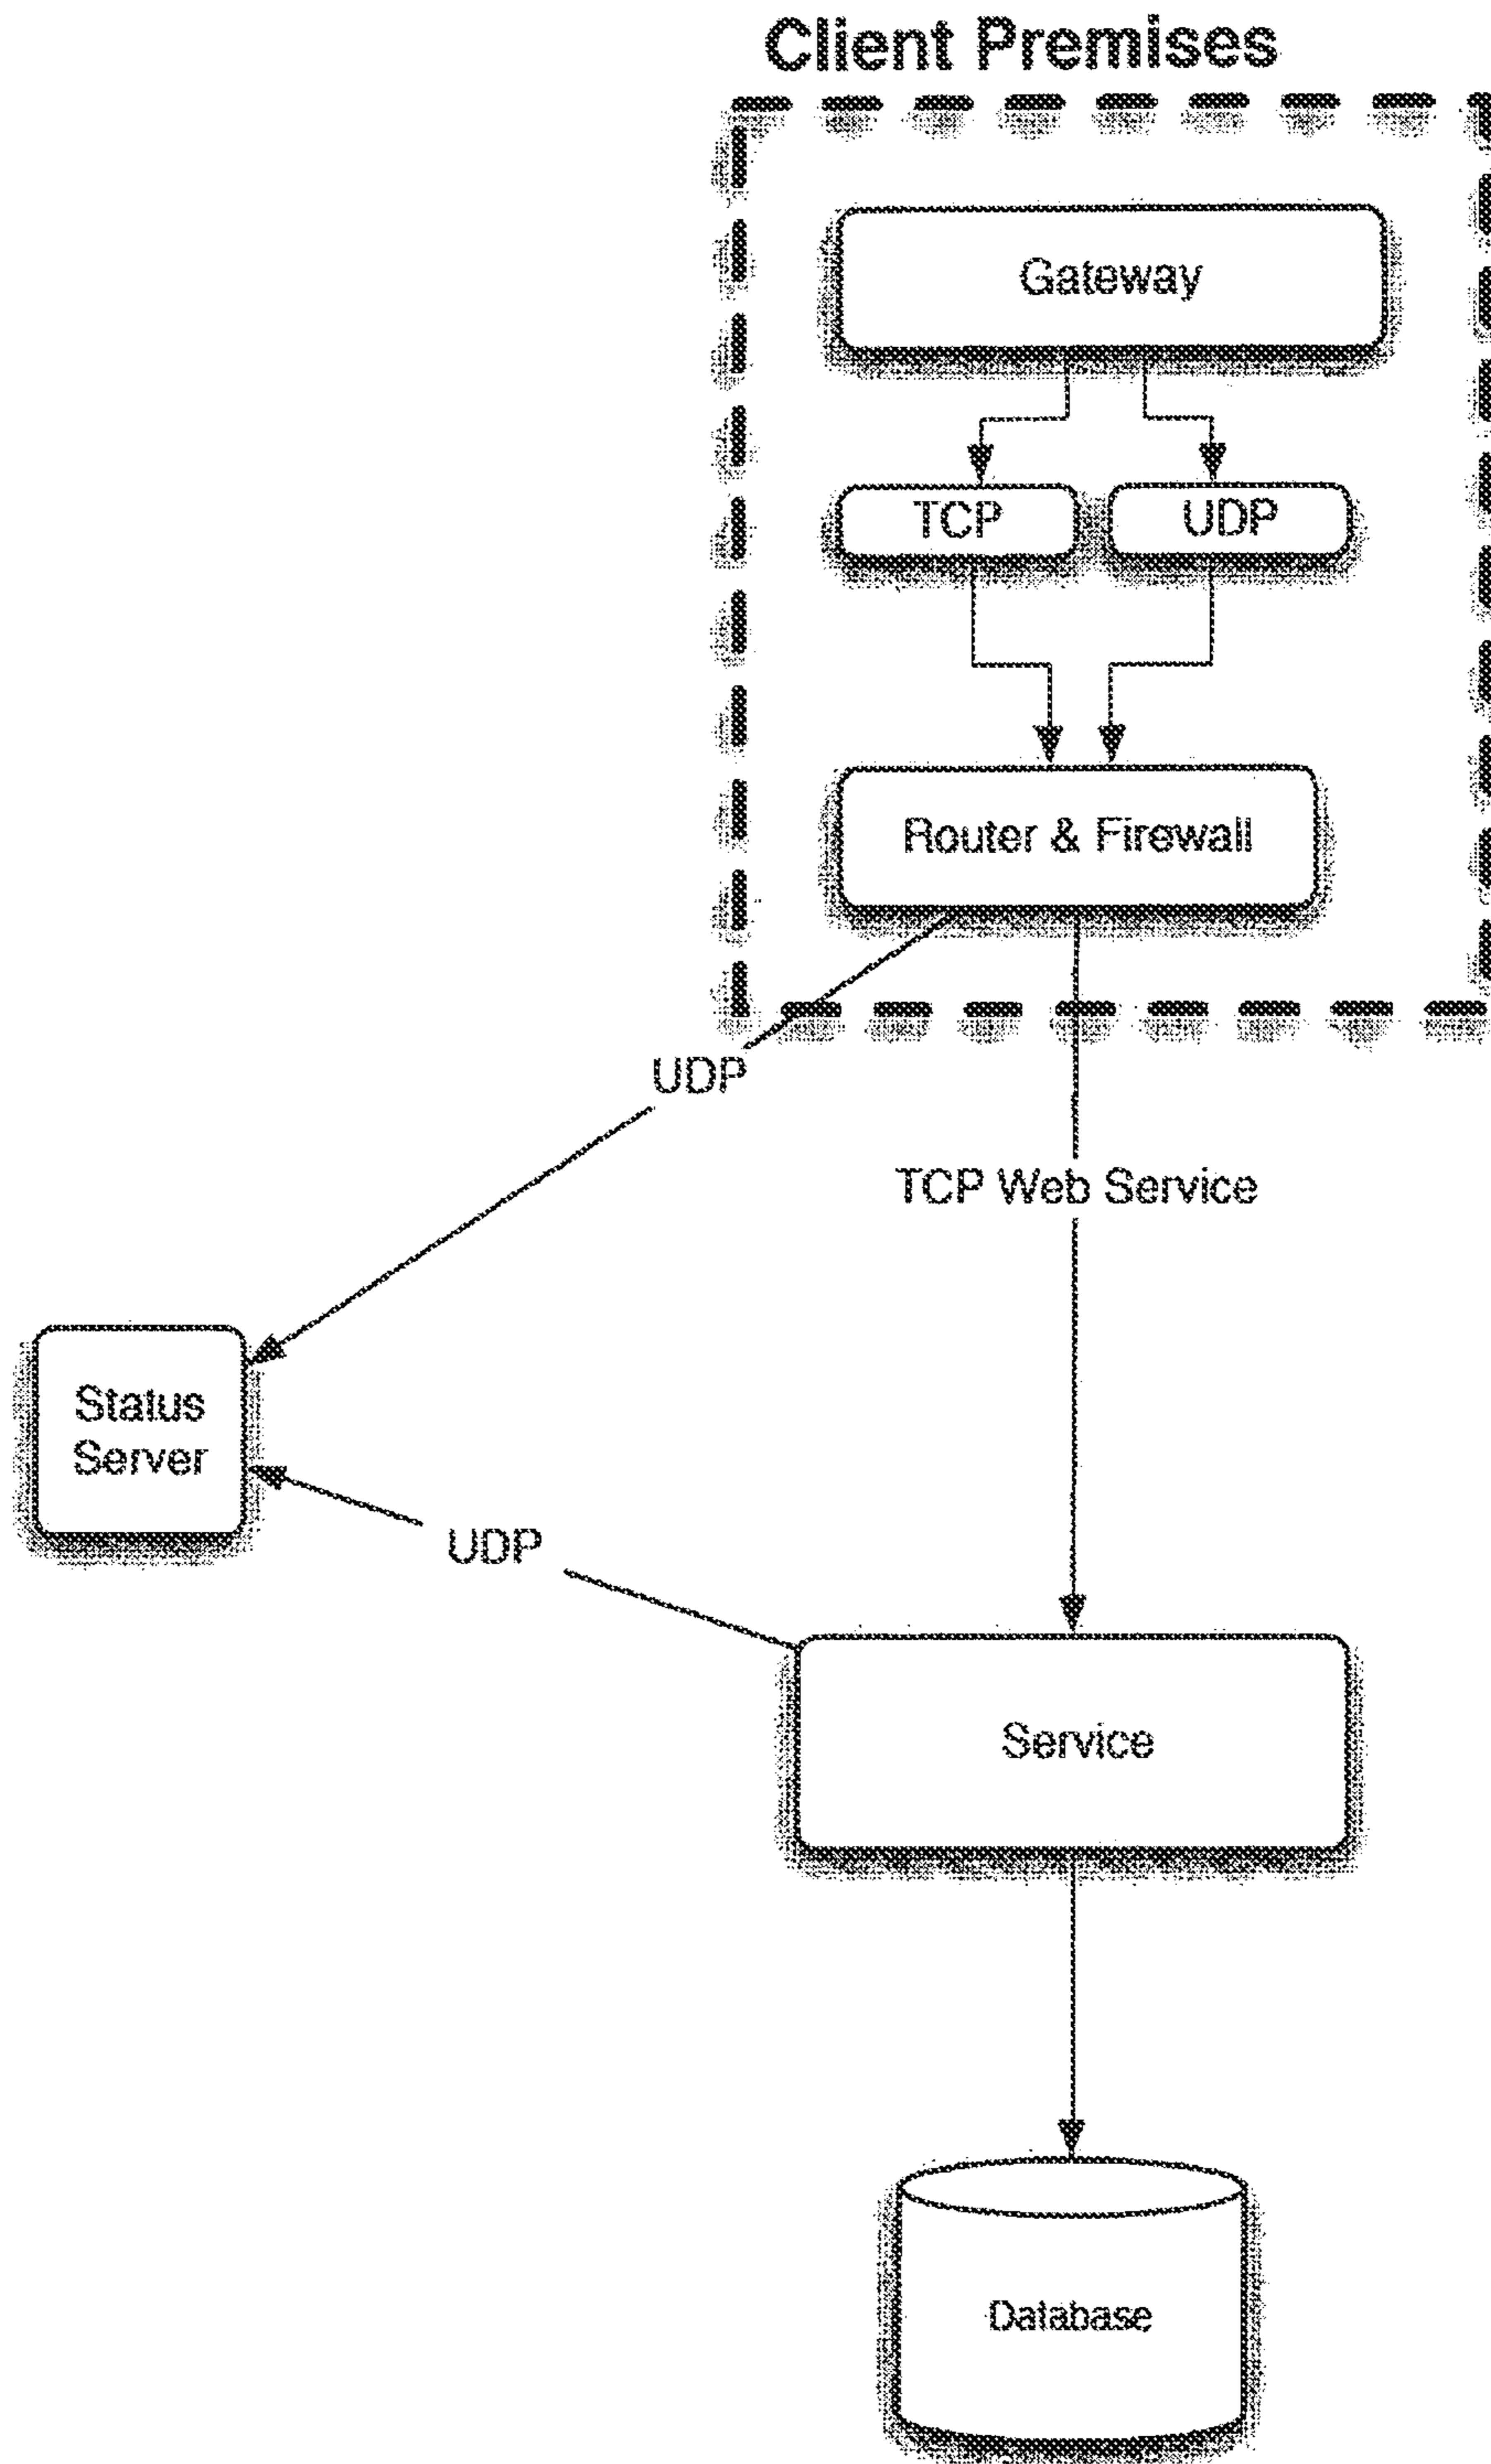 Client Premises
Gateway
TCP
UDP
Router & Firewall
UDP
TCP Web Service
Status
Server
UDP
Service
Database